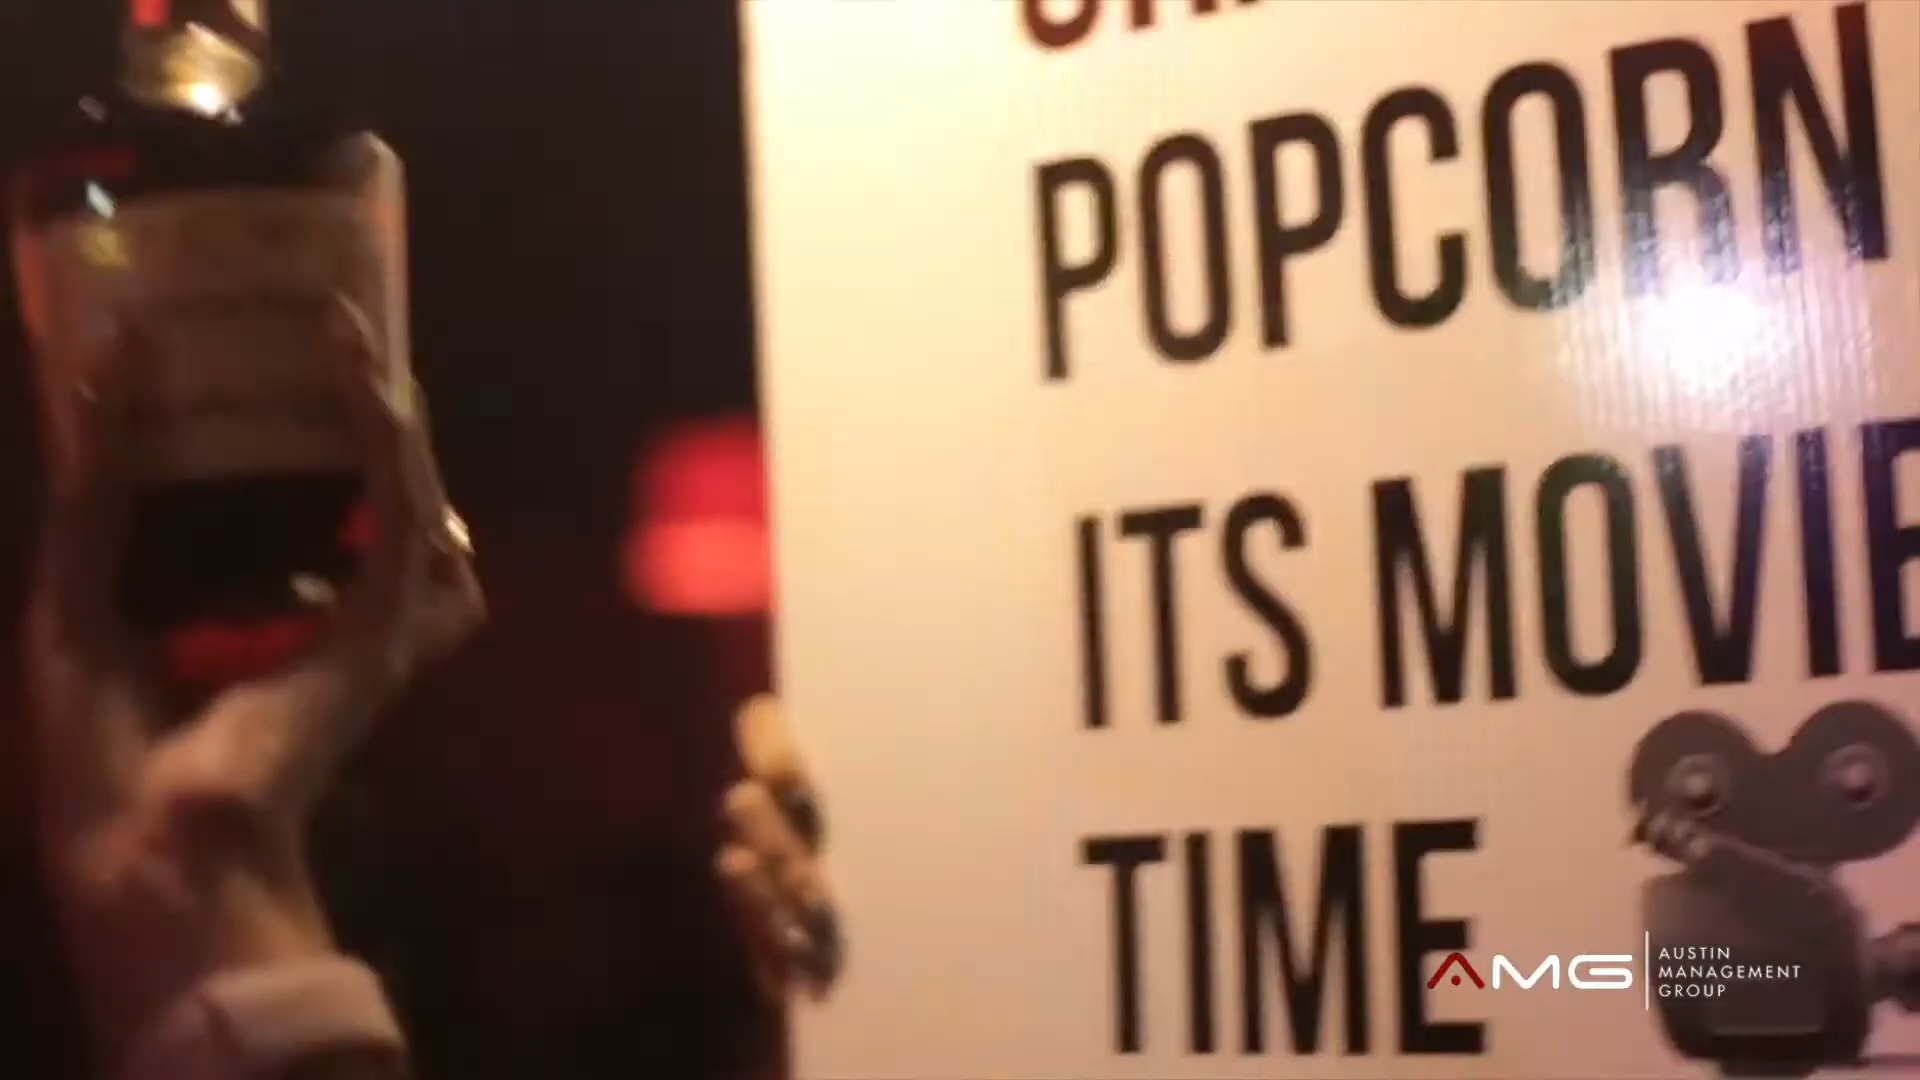 POPCORN
ITS MOVIE
TIME
AMG
AUSTIN
MANAGEMENT
GROUP